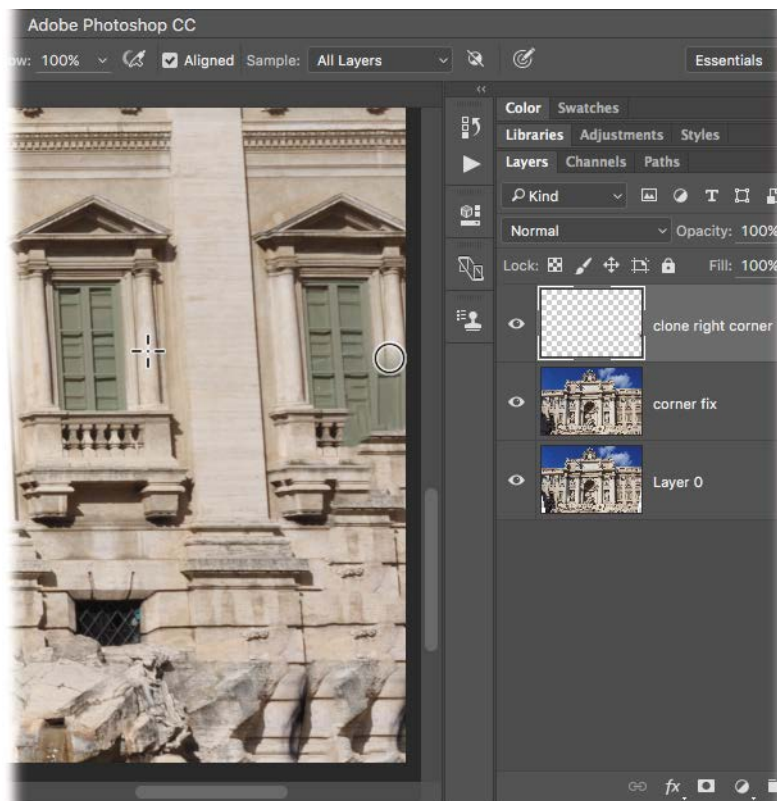 Adobe Photoshop CC
ow: 100% Aligned Sample: All Layers Essentials
Color Swatches
Libraries Adjustments Styles
Layers Channels Paths
Kind
Normal Opacity: 100%
Lock: Fill: 100%
clone right corner
corner fix
Layer 0
fx